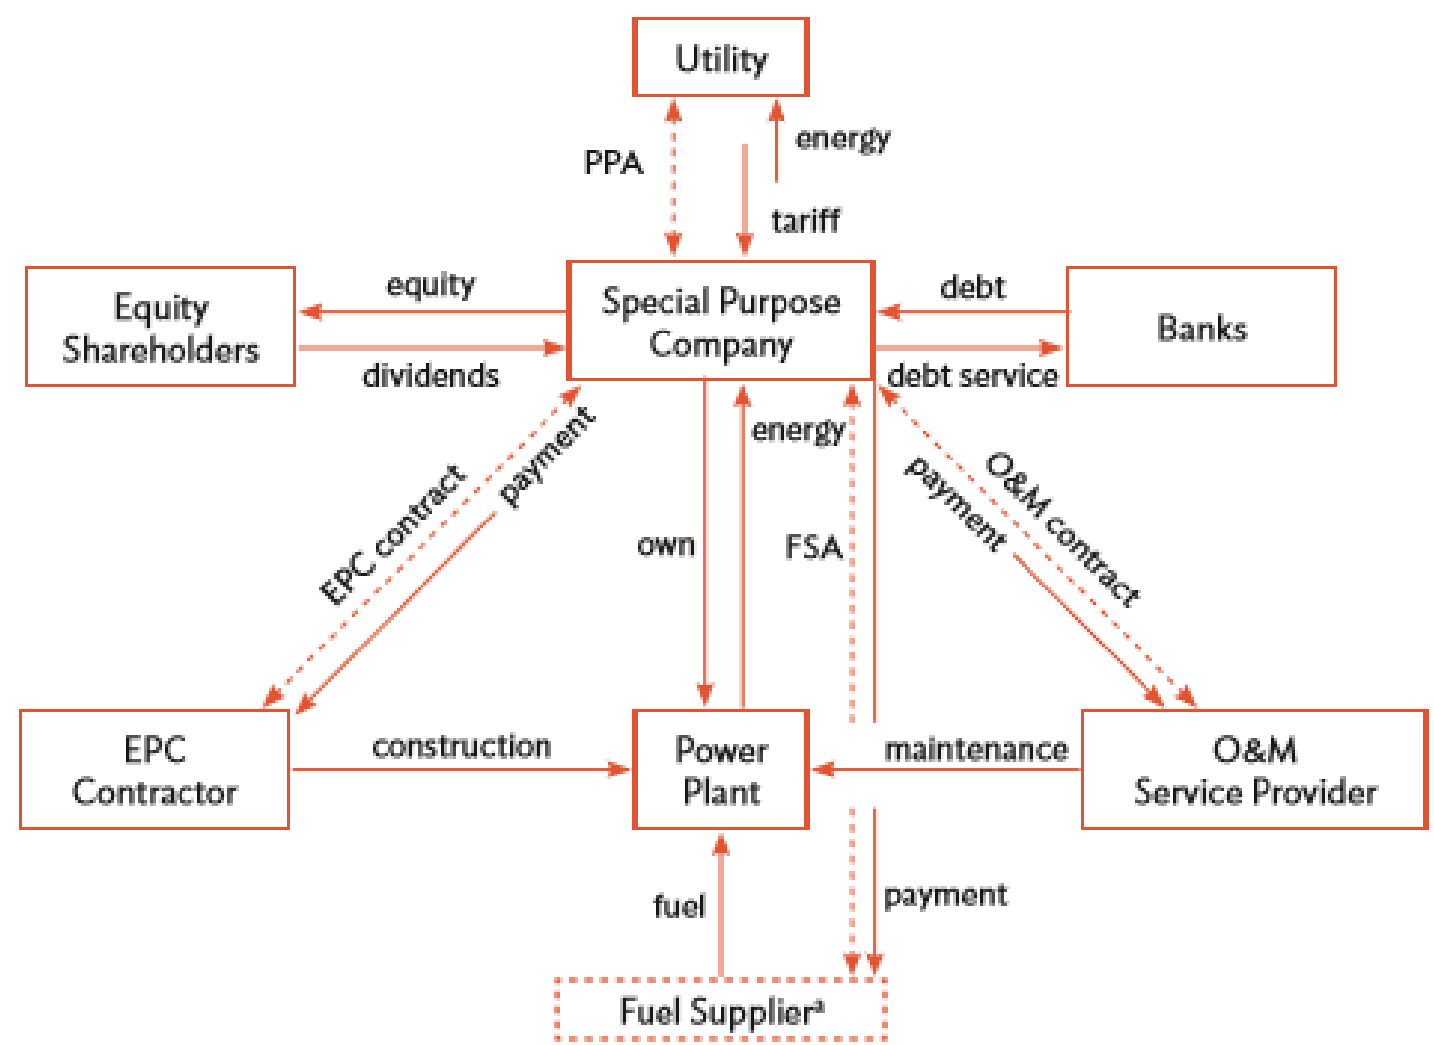 Utility
energy
PPA
tariff
equity
Equity
Shareholders
dividends
Special Purpose
Company
debt
Banks
debt service
energy
EPC contract
payment
own
FSA
payment
O&M contract
EPC
Contractor
construction
Power
Plant
maintenance
O&M
Service Provider
fuel
payment
Fuel Supplierᵃ